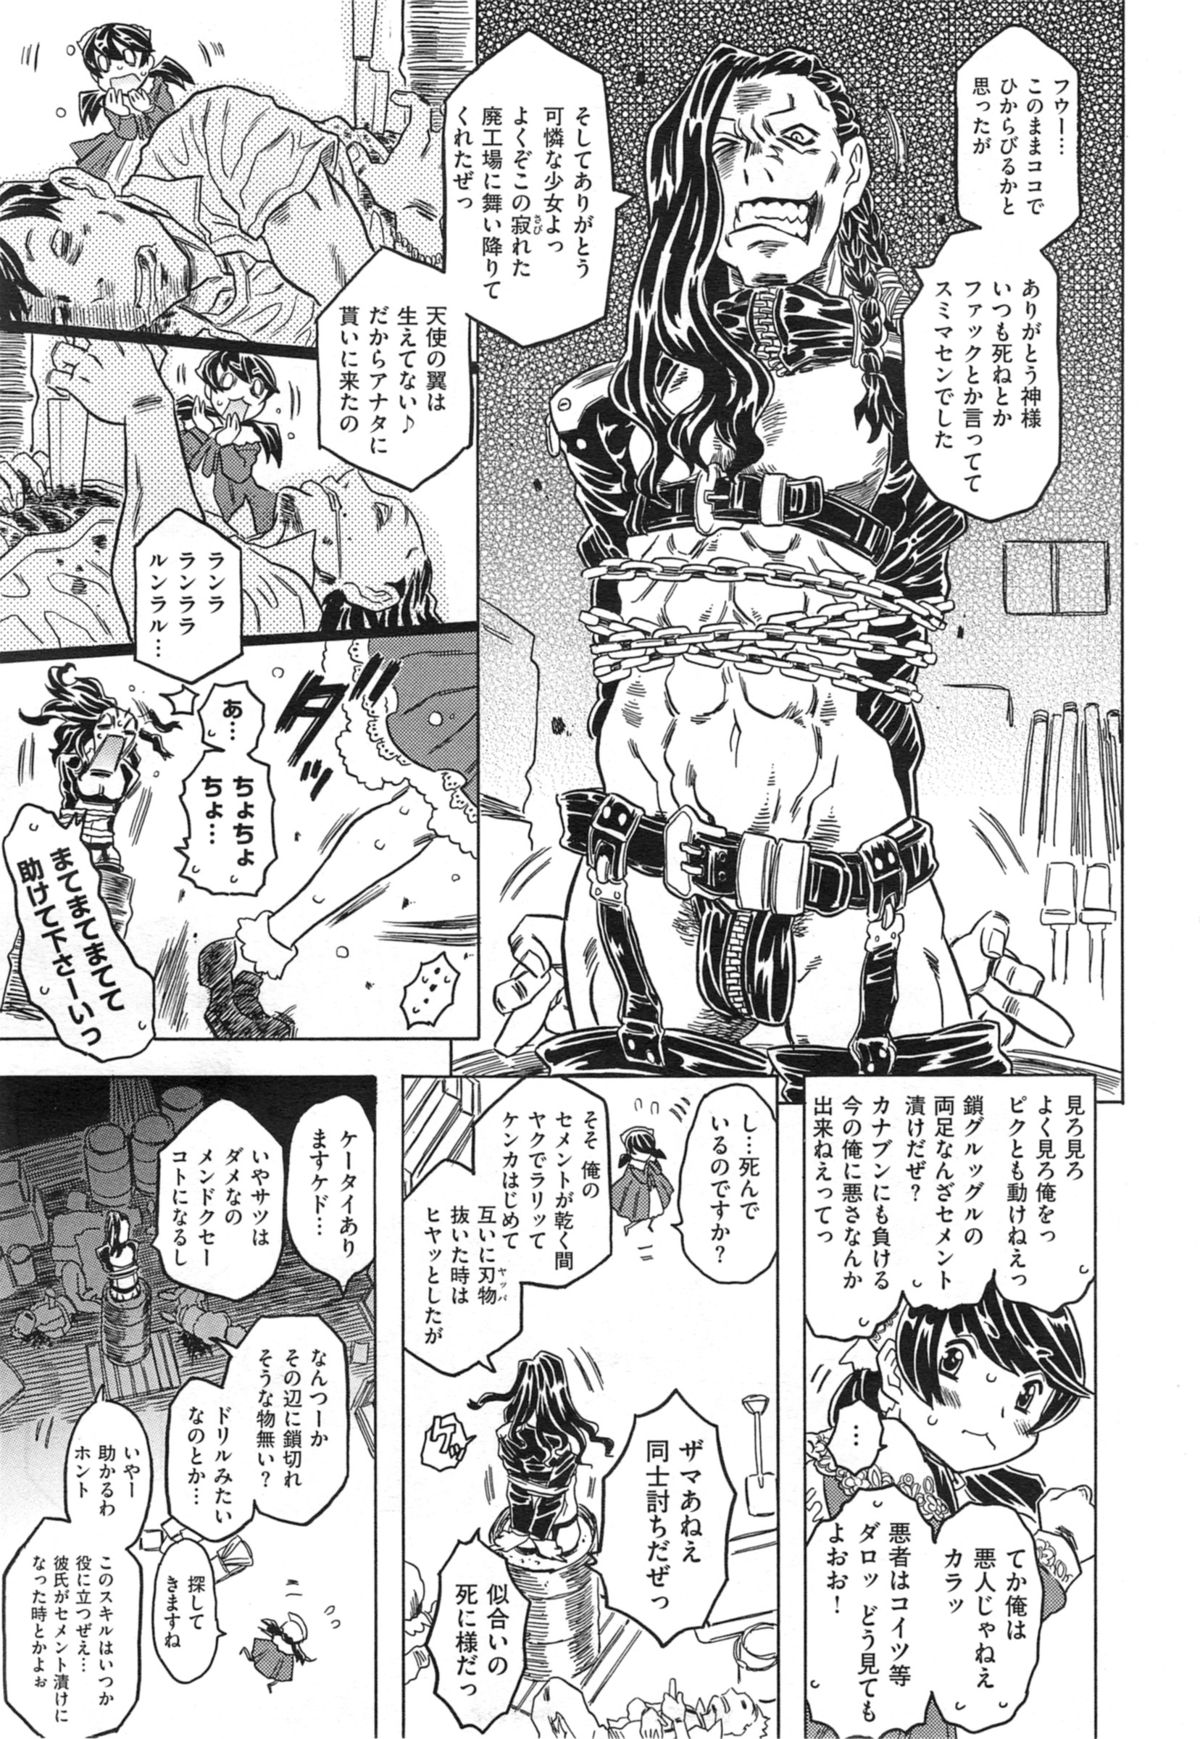 フウー…
このままココで
ひからびるかと
思ったが
ありがとう神様
いつも死ねとか
ファックとか言ってて
スミマセンでした
そしてありがとう
可憐な少女よっ
よくぞこの寂れた
さび
廃工場に舞い降りて
くれたぜっ
天使の翼は
生えてない♪
だからアナタに
貰いに来たの
ランラ
ランララ
ルンラル…
ダッ
あ…
ちょちょ
ちょ…
まてまてまてて
助けて下さーいっ
見ろ見ろ
よく見ろ俺をっ
ピクとも動けねえっ
鎖グルッグルの
両足なんざセメント
漬けだぜ?
カナブンにも負ける
今の俺に悪さなんか
出来ねえってっ
…
てか俺は
悪人じゃねえ
カラッ
悪者はコイツ等
ダロッ どう見ても
よおお!
し…死んで
いるのですか?
そそ 俺の
セメントが乾く間
ヤクでラリッて
ケンカはじめて
互いに刃物
ヤッパ
抜いた時は
ヒヤッとしたが
ザマあねえ
同士討ちだぜっ
ケッ
似合いの
死に様だっ
ケータイあり
ますケド…
いやサツは
ダメなの
メンドクセー
コトになるし
なんつーか
その辺に鎖切れ
そうな物無い?
ドリルみたい
なのとか…
探して
きますね
いやー
助かるわ
ホント
このスキルはいつか
役に立つぜえ…
彼氏がセメント漬けに
なった時とかよぉ